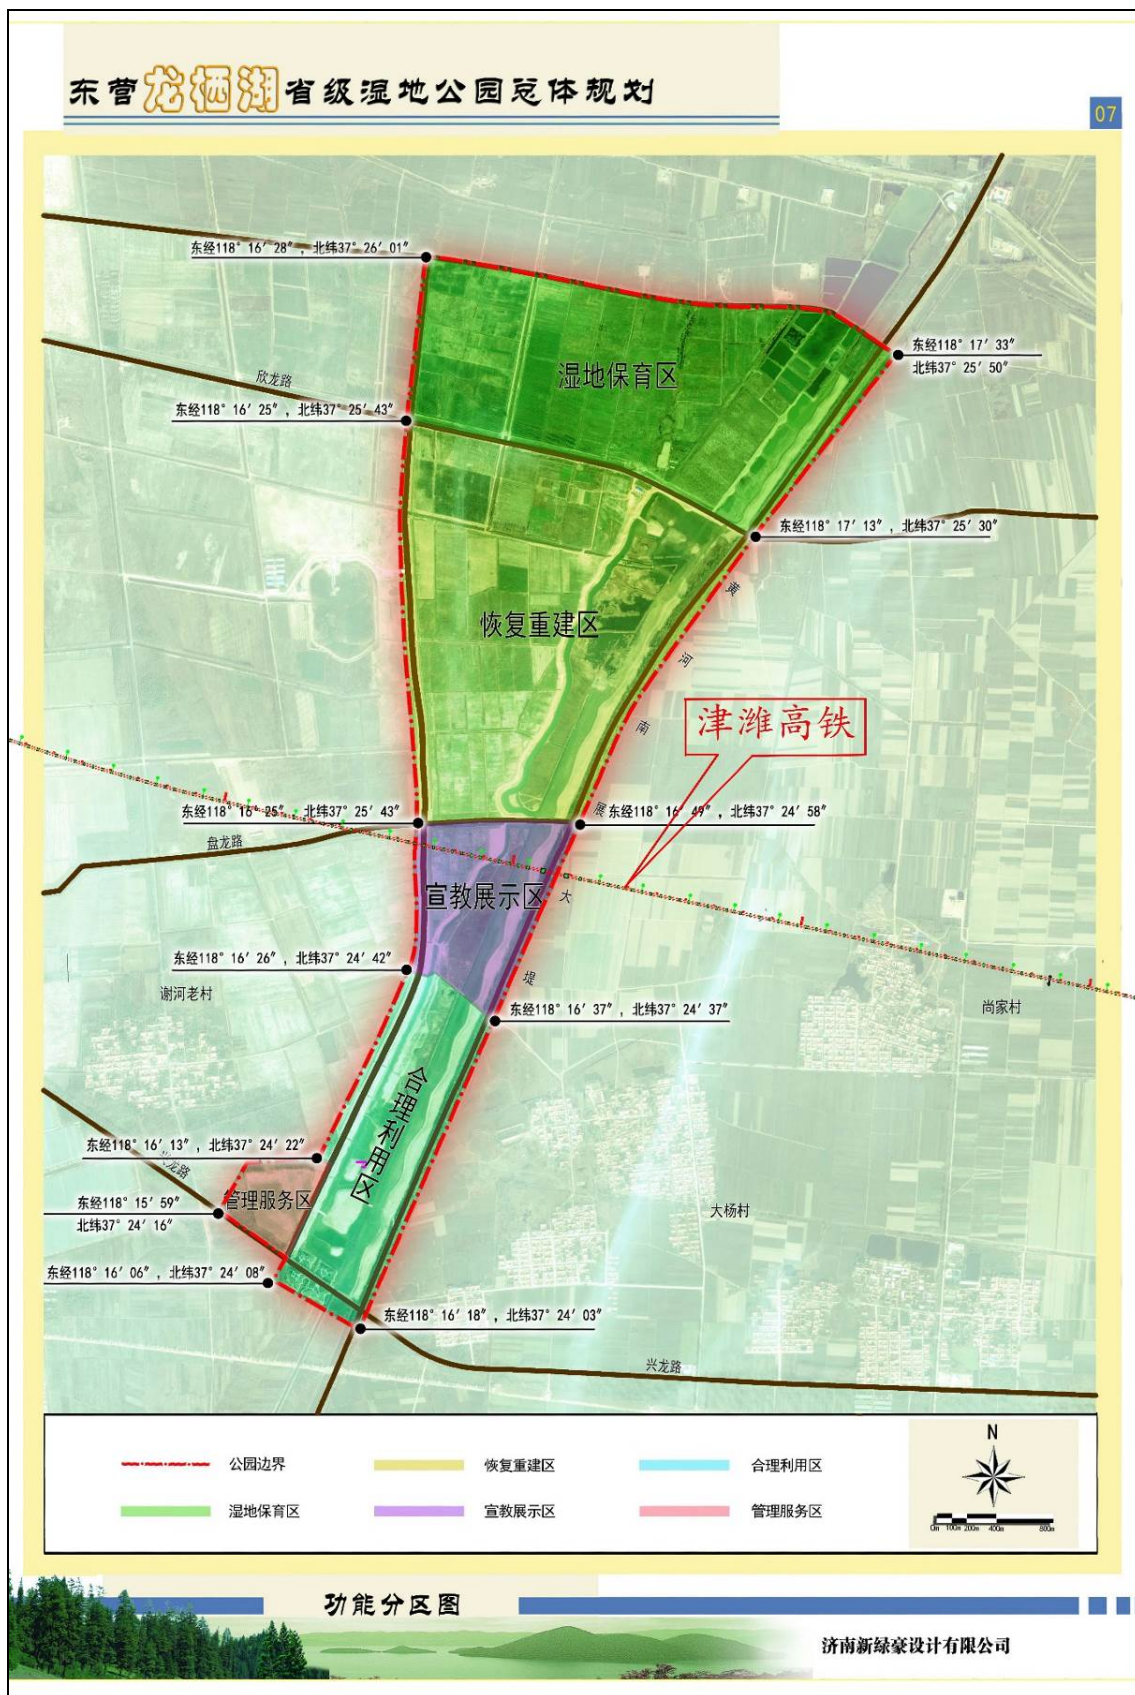 东营龙栖湖省级湿地公园总体规划
07
东经118° 16′ 28″ , 北纬37° 26′ 01″
东经118° 17′ 33″
北纬37° 25′ 50″
湿地保育区
欣龙路
东经118° 16′ 25″ , 北纬37° 25′ 43″
东经118° 17′ 13″ , 北纬37° 25′ 30″
黄河南展大堤
恢复重建区
津潍高铁
东经118° 16′ 25″ , 北纬37° 25′ 43″
东经118° 16′ 49″ , 北纬37° 24′ 58″
盘龙路
宣教展示区
东经118° 16′ 26″ , 北纬37° 24′ 42″
谢河老村
尚家村
东经118° 16′ 37″ , 北纬37° 24′ 37″
合理利用区
东经118° 16′ 13″ , 北纬37° 24′ 22″
兴龙路
管理服务区
东经118° 15′ 59″
北纬37° 24′ 16″
大杨村
东经118° 16′ 06″ , 北纬37° 24′ 08″
东经118° 16′ 18″ , 北纬37° 24′ 03″
兴龙路
公园边界
恢复重建区
合理利用区
湿地保育区
宣教展示区
管理服务区
N
0m 100m 200m 400m 800m
功能分区图
济南新绿豪设计有限公司